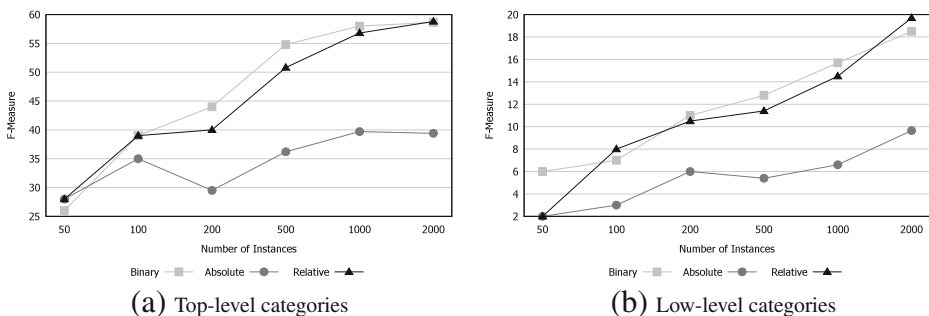 60
55
50
45
40
35
30
25
F-Measure
50 100 200 500 1000 2000
Number of Instances
Binary Absolute Relative
(a) Top-level categories
20
18
16
14
12
10
8
6
4
2
F-Measure
50 100 200 500 1000 2000
Number of Instances
Binary Absolute Relative
(b) Low-level categories